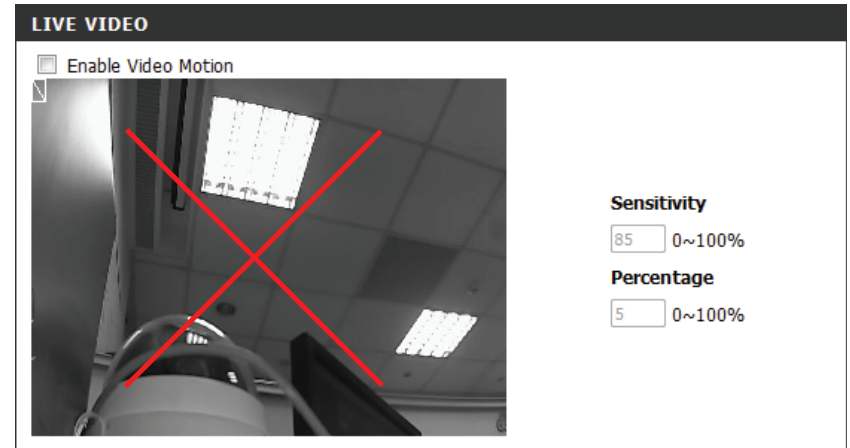 LIVE VIDEO
Enable Video Motion
Sensitivity
85 0~100%
Percentage
5 0~100%